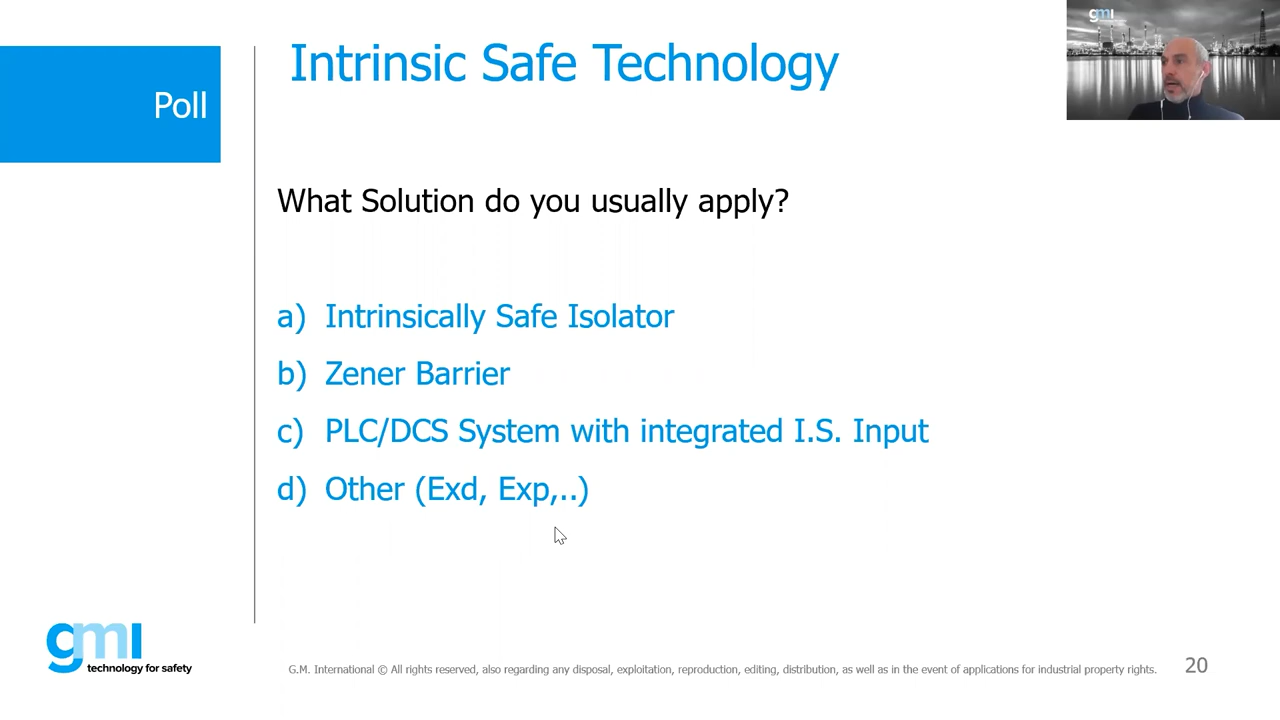 gmi
Intrinsic Safe Technology
Poll
What Solution do you usually apply?
a) Intrinsically Safe Isolator
b) Zener Barrier
c) PLC/DCS System with integrated I.S. Input
d) Other (Exd, Exp,..)
gmi
technology for safety
G.M. International © All rights reserved, also regarding any disposal, exploitation, reproduction, editing, distribution, as well as in the event of applications for industrial property rights.
20